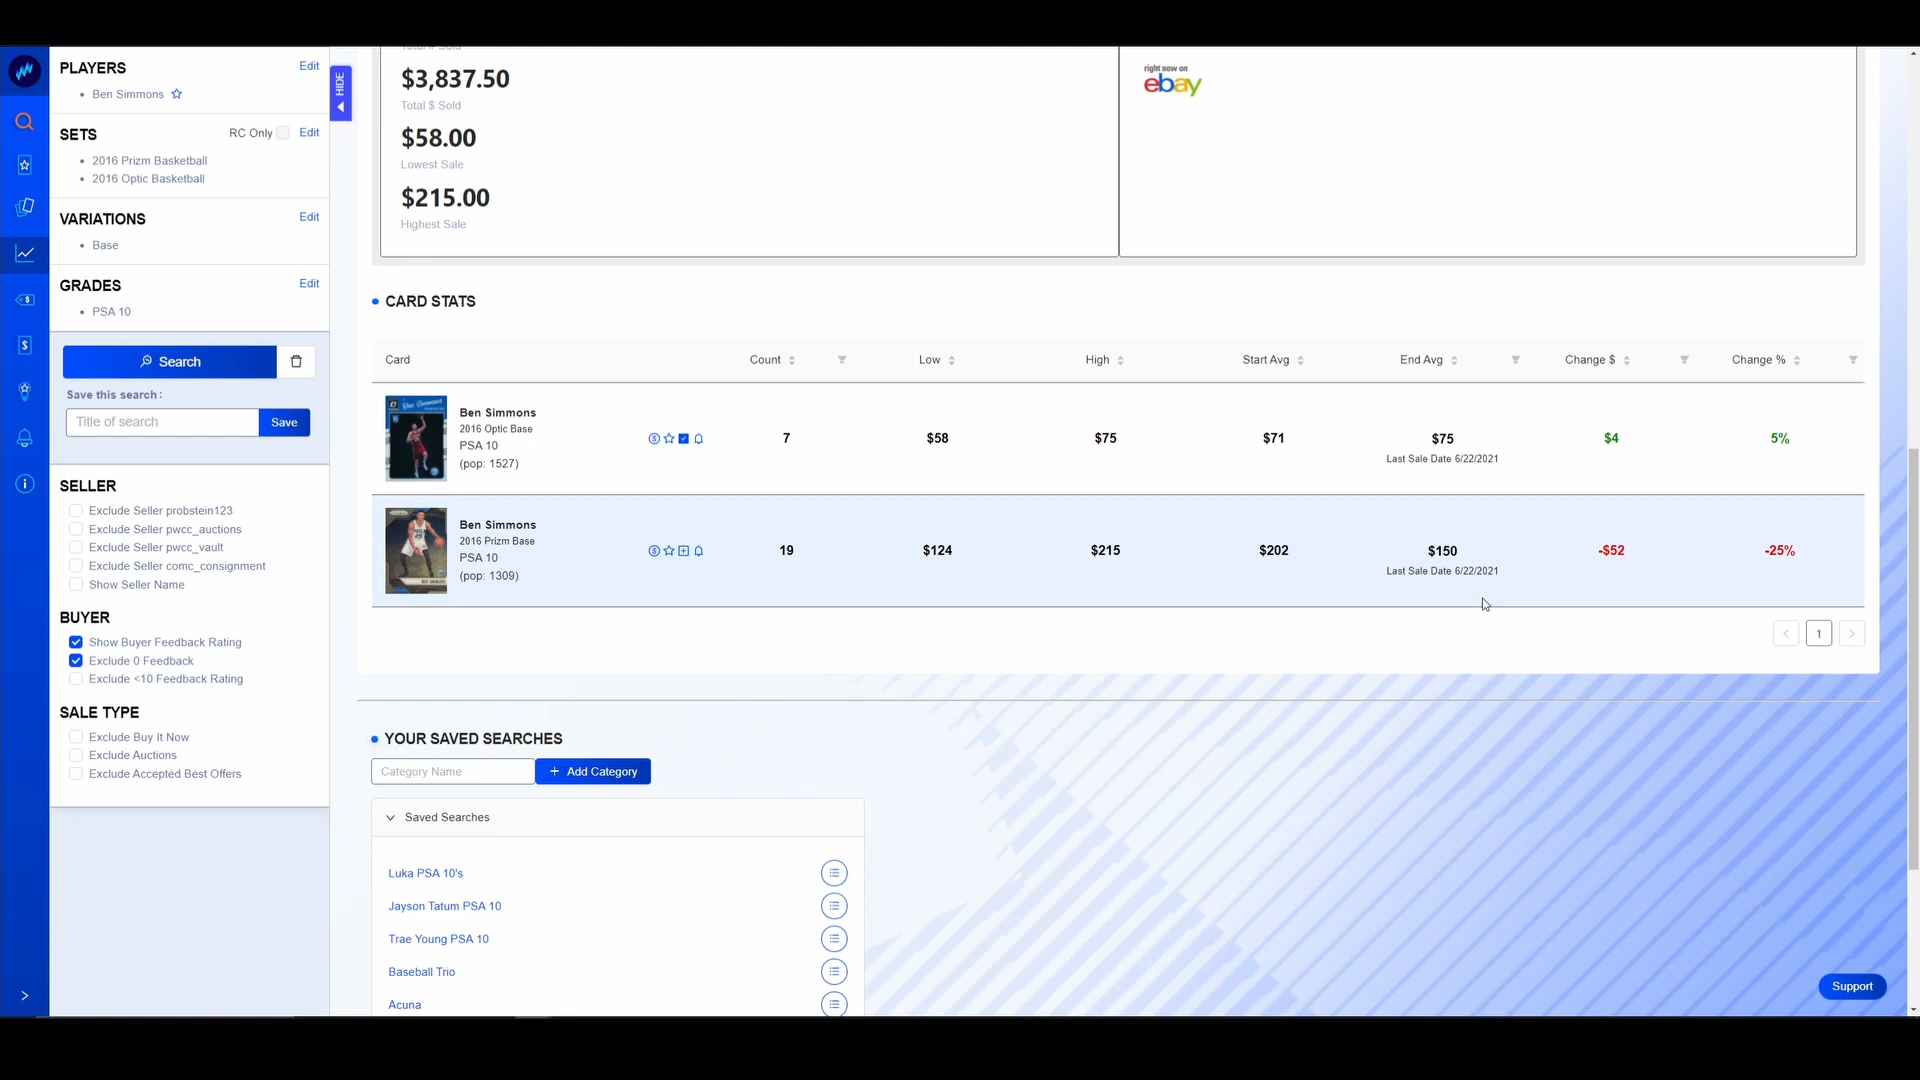 PLAYERS Edit
Ben Simmons
SETS RC Only Edit
2016 Prizm Basketball
2016 Optic Basketball
VARIATIONS Edit
Base
GRADES Edit
PSA 10
Search
Save this search:
Title of search Save
SELLER
Exclude Seller probstein123
Exclude Seller pwcc_auctions
Exclude Seller pwcc_vault
Exclude Seller comc_consignment
Show Seller Name
BUYER
Show Buyer Feedback Rating
Exclude 0 Feedback
Exclude <10 Feedback Rating
SALE TYPE
Exclude Buy It Now
Exclude Auctions
Exclude Accepted Best Offers
HIDE
$3,837.50
Total $ Sold
$58.00
Lowest Sale
$215.00
Highest Sale
right now on
ebay
CARD STATS
Card Count Low High Start Avg End Avg Change $ Change %
Ben Simmons
2016 Optic Base
PSA 10
(pop: 1527)
7 $58 $75 $71 $75 $4 5%
Last Sale Date 6/22/2021
Ben Simmons
2016 Prizm Base
PSA 10
(pop: 1309)
19 $124 $215 $202 $150 -$52 -25%
Last Sale Date 6/22/2021
< 1 >
YOUR SAVED SEARCHES
Category Name + Add Category
Saved Searches
Luka PSA 10's
Jayson Tatum PSA 10
Trae Young PSA 10
Baseball Trio
Acuna
Support